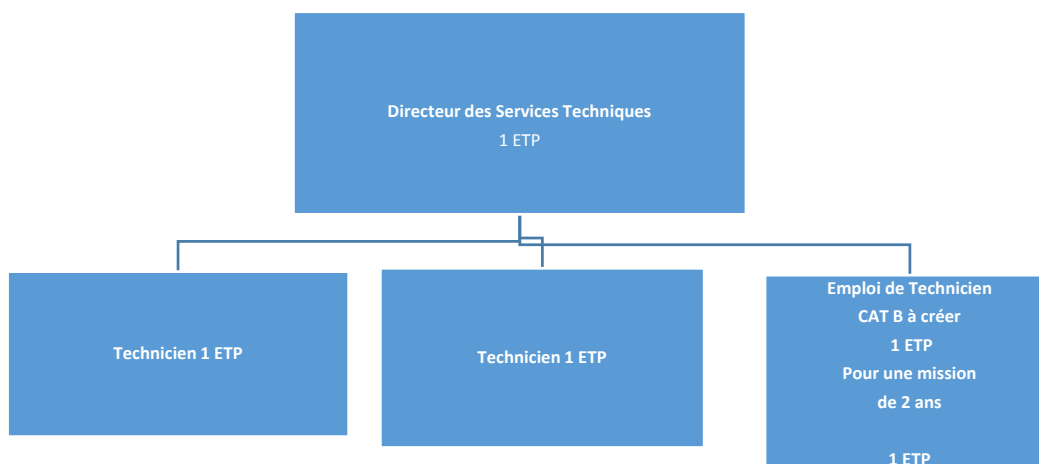 Directeur des Services Techniques
1 ETP
Technicien 1 ETP
Technicien 1 ETP
Emploi de Technicien
CAT B à créer
1 ETP
Pour une mission
de 2 ans
1 ETP